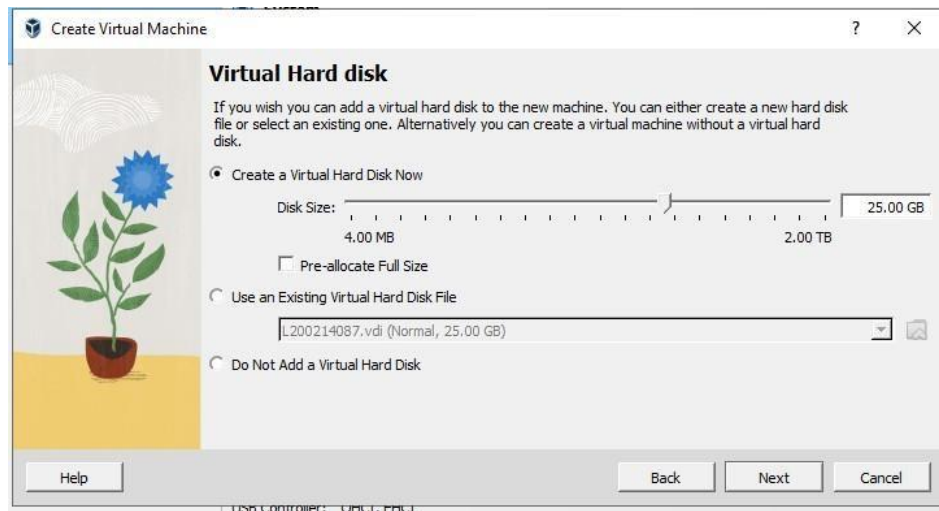 Create Virtual Machine
?
Virtual Hard disk
If you wish you can add a virtual hard disk to the new machine. You can either create a new hard disk
file or select an existing one. Alternatively you can create a virtual machine without a virtual hard
disk.
Create a Virtual Hard Disk Now
Disk Size:
25.00 GB
4.00 MB
2.00 TB
Pre-allocate Full Size
Use an Existing Virtual Hard Disk File
L200214087.vdi (Normal, 25.00 GB)
Do Not Add a Virtual Hard Disk
Help
Back
Next
Cancel
USB Controller: OHCI, EHCI